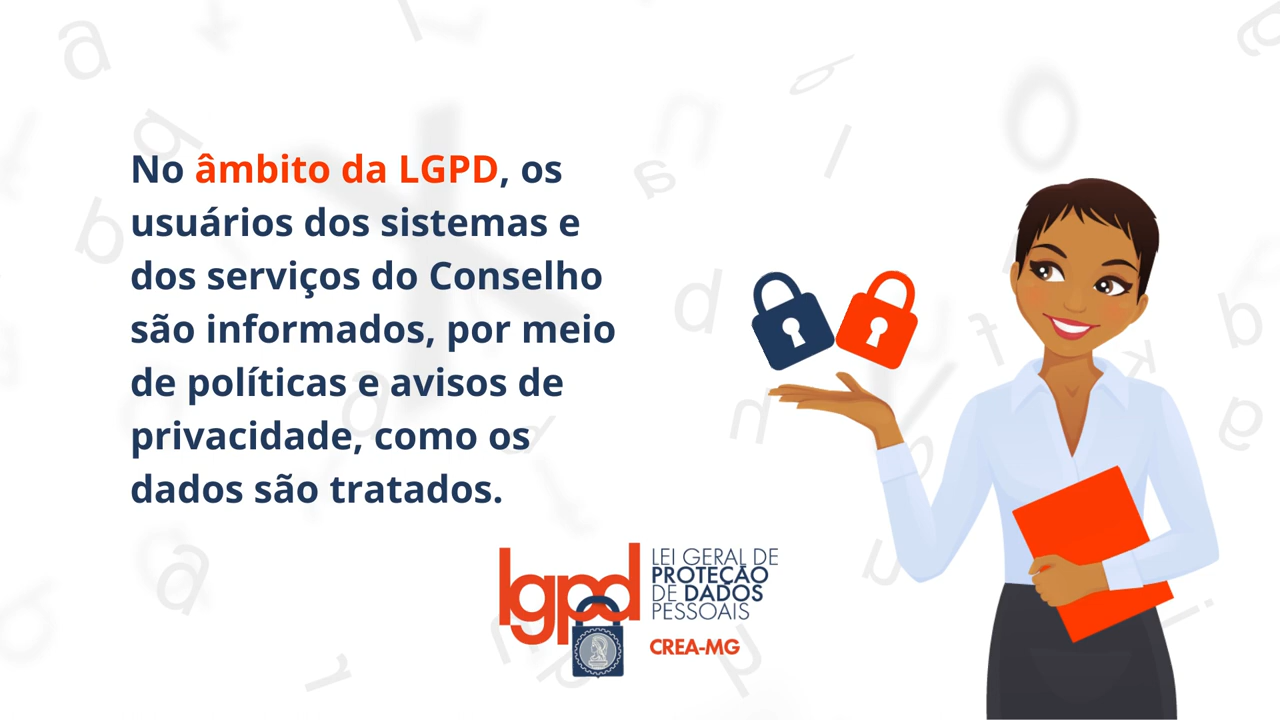 No âmbito da LGPD, os
usuários dos sistemas e
dos serviços do Conselho
são informados, por meio
de políticas e avisos de
privacidade, como os
dados são tratados.
lgpd
LEI GERAL DE
PROTEÇÃO
DE DADOS
PESSOAIS
CREA-MG